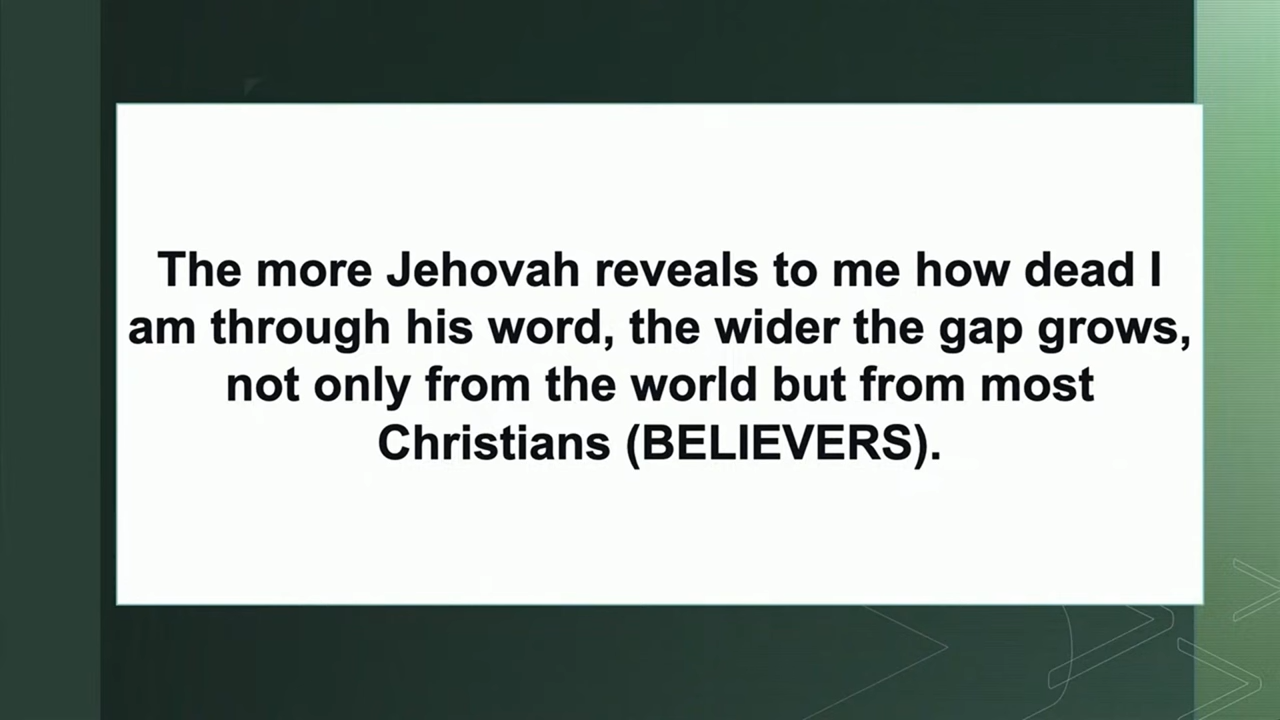 The more Jehovah reveals to me how dead I
am through his word, the wider the gap grows,
not only from the world but from most
Christians (BELIEVERS).